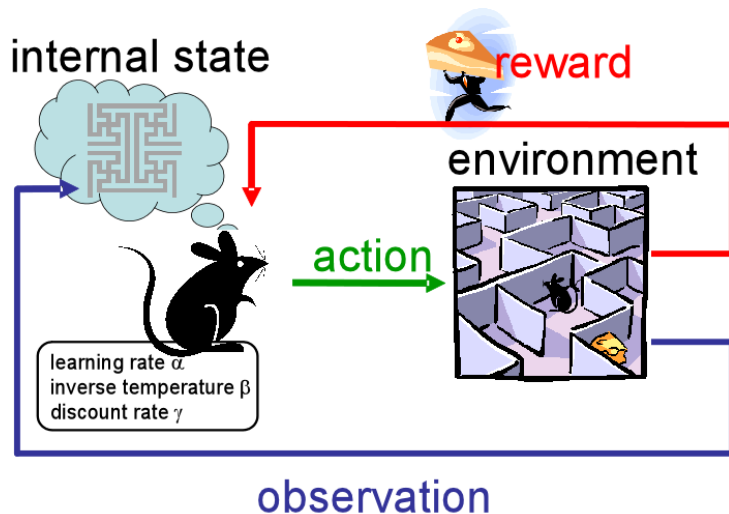 internal state
reward
environment
action
learning rate α
inverse temperature β
discount rate γ
observation